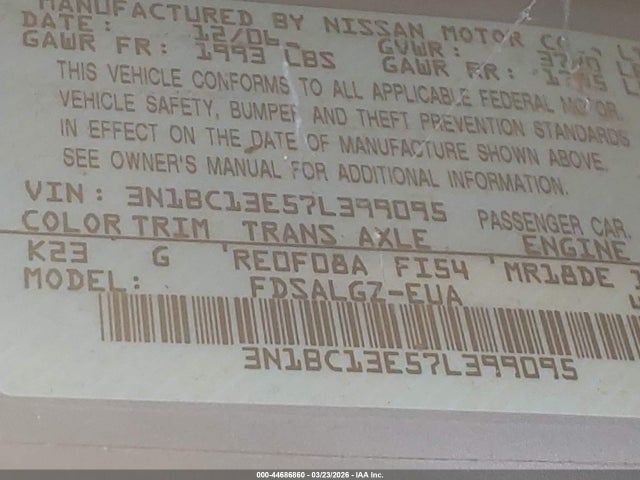 MANUFACTURED BY NISSAN MOTOR CO.,
DATE: 12/06 GVWR:
GAWR FR: 1993 LBS GAWR RR:
THIS VEHICLE CONFORMS TO ALL APPLICABLE FEDERAL MOTOR
VEHICLE SAFETY, BUMPER AND THEFT PREVENTION STANDARDS
IN EFFECT ON THE DATE OF MANUFACTURE SHOWN ABOVE.
SEE OWNER'S MANUAL FOR ADDITIONAL INFORMATION.
VIN: 3N1BC13E57L399095 PASSENGER CAR
COLOR TRIM TRANS AXLE ENGINE
K23 G RE0F08A FI54 MR18DE
MODEL: FDSALGZ-EUA
3N1BC13E57L399095
000-44686860 - 03/23/2026 - IAA Inc.